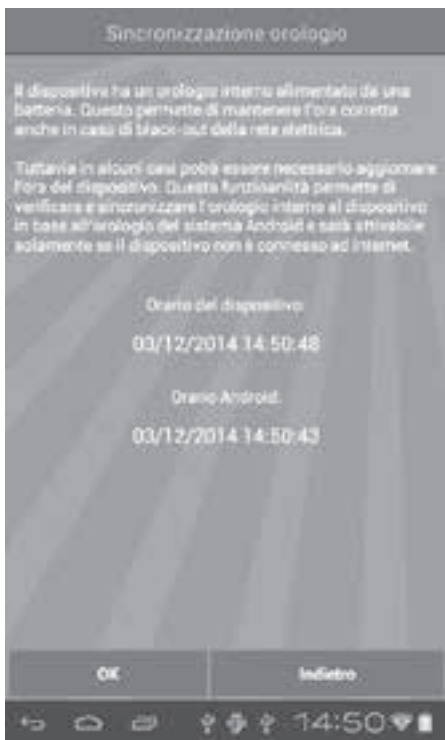 Sincronizzazione orologio
Il dispositivo ha un orologio interno alimentato da una
batteria. Questo permette di mantenere l'ora corretta
anche in caso di black-out della rete elettrica.
Tuttavia in alcuni casi potrà essere necessario aggiornare
l'ora del dispositivo. Questa funzionalità permette di
verificare e sincronizzare l'orologio interno al dispositivo
in base all'orologio del sistema Android e sarà attivabile
solamente se il dispositivo non è connesso ad Internet.
Orario del dispositivo:
03/12/2014 14:50:48
Orario Android:
03/12/2014 14:50:43
OK Indietro
14:50